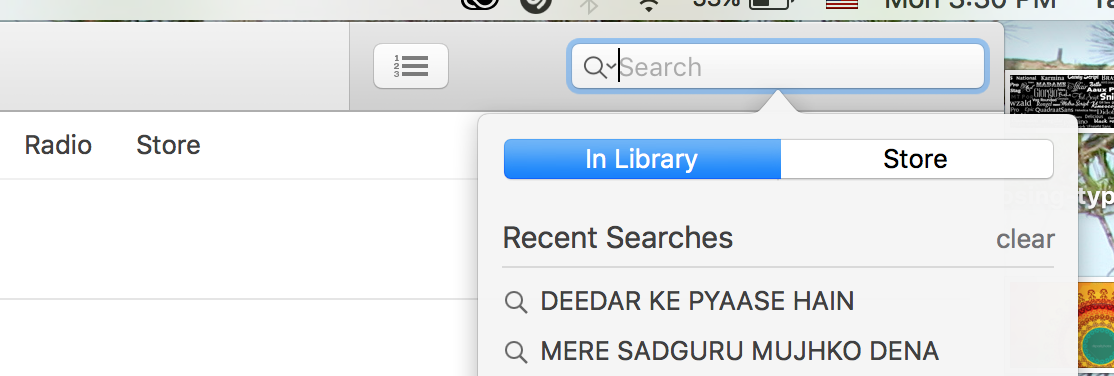 Mon 3:30 PM
Search
Radio
Store
In Library
Store
Recent Searches
clear
DEEDAR KE PYAASE HAIN
MERE SADGURU MUJHKO DENA